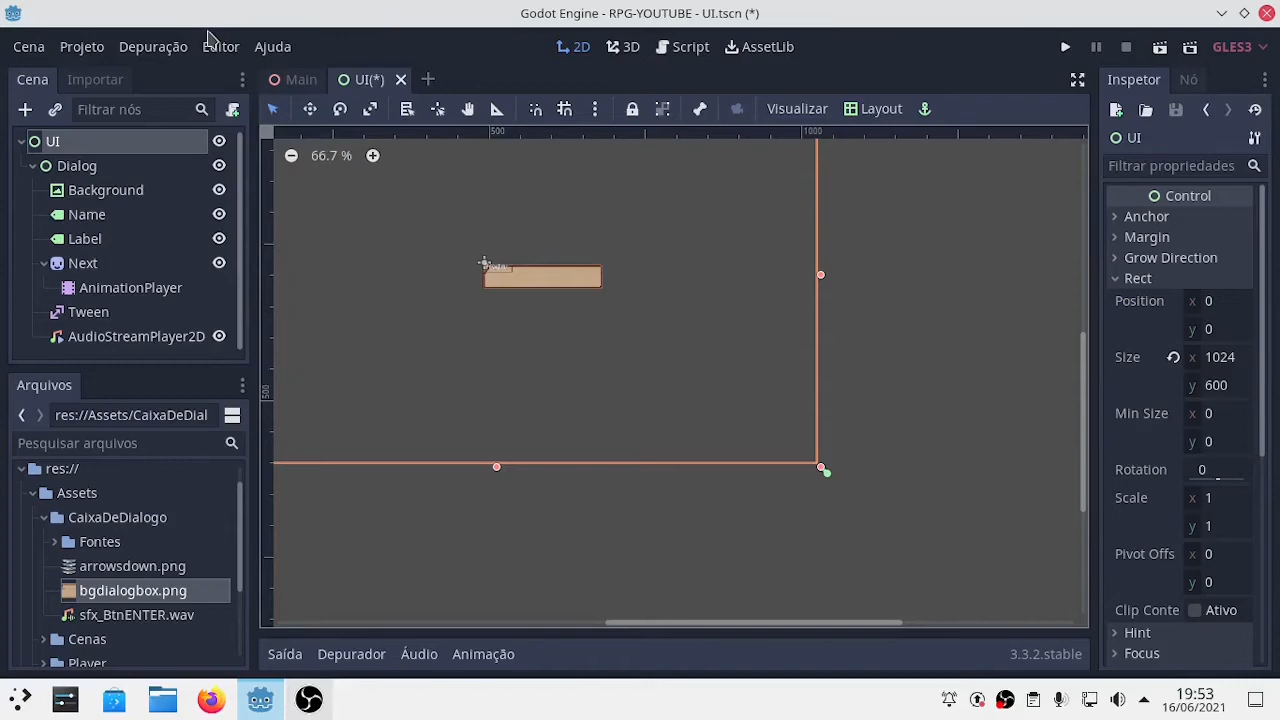 Godot Engine - RPG-YOUTUBE - UI.tscn (*)
Cena Projeto Depuração Editor Ajuda
2D 3D Script AssetLib
GLES3
Cena Importar
Main UI(*)
Inspetor Nó
Filtrar nós
Visualizar Layout
500 1000
66.7 %
500
UI
Dialog
Background
Name
Label
Next
AnimationPlayer
Tween
AudioStreamPlayer2D
Arquivos
res://Assets/CaixaDeDial
Pesquisar arquivos
res://
Assets
CaixaDeDialogo
Fontes
arrowsdown.png
bgdialogbox.png
sfx_BtnENTER.wav
Cenas
Player
UI
Filtrar propriedades
Control
Anchor
Margin
Grow Direction
Rect
Position x 0
y 0
Size x 1024
y 600
Min Size x 0
y 0
Rotation 0
Scale x 1
y 1
Pivot Offs x 0
y 0
Clip Conte Ativo
Hint
Focus
Saída Depurador Áudio Animação 3.3.2.stable
19:53
16/06/2021